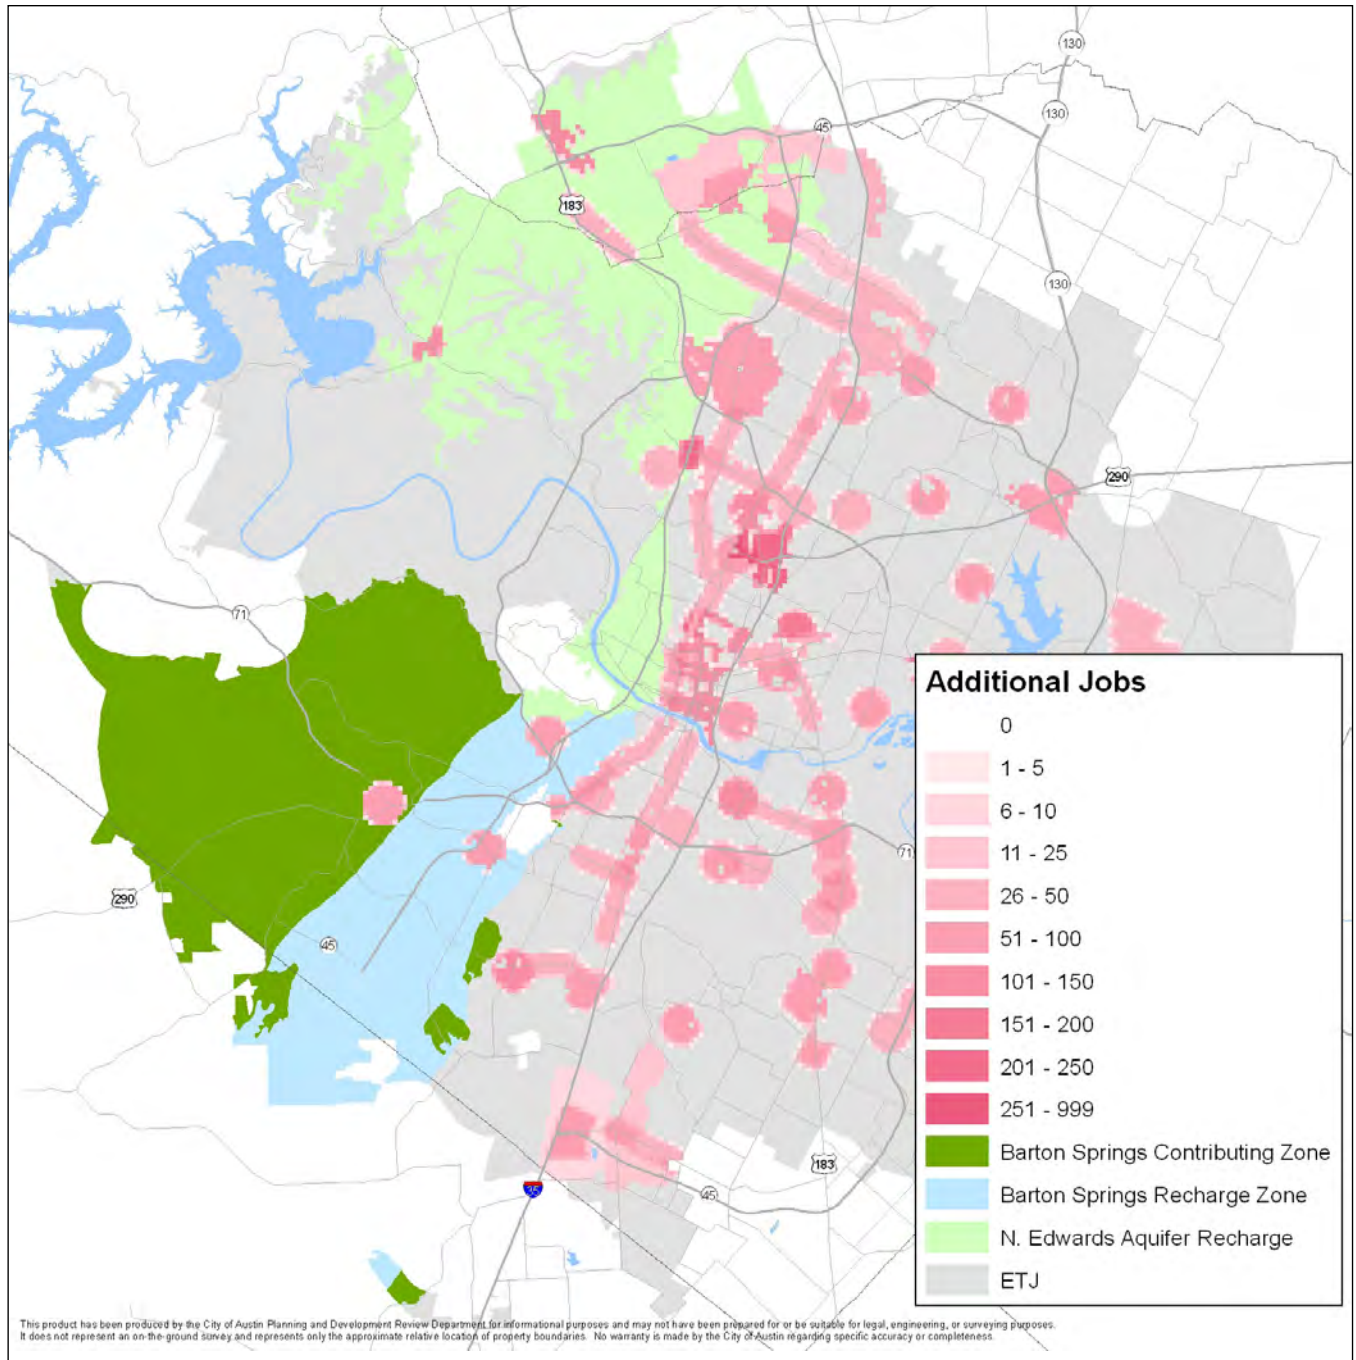 130
130
45
183
130
290
71
Additional Jobs
0
1 - 5
6 - 10
11 - 25
26 - 50
71
290
51 - 100
45
101 - 150
151 - 200
201 - 250
251 - 999
Barton Springs Contributing Zone
183
35
45
Barton Springs Recharge Zone
N. Edwards Aquifer Recharge
ETJ
This product has been produced by the City of Austin Planning and Development Review Department for informational purposes and may not have been prepared for or be suitable for legal, engineering, or surveying purposes.
It does not represent an on-the-ground survey and represents only the approximate relative location of property boundaries. No warranty is made by the City of Austin regarding specific accuracy or completeness.